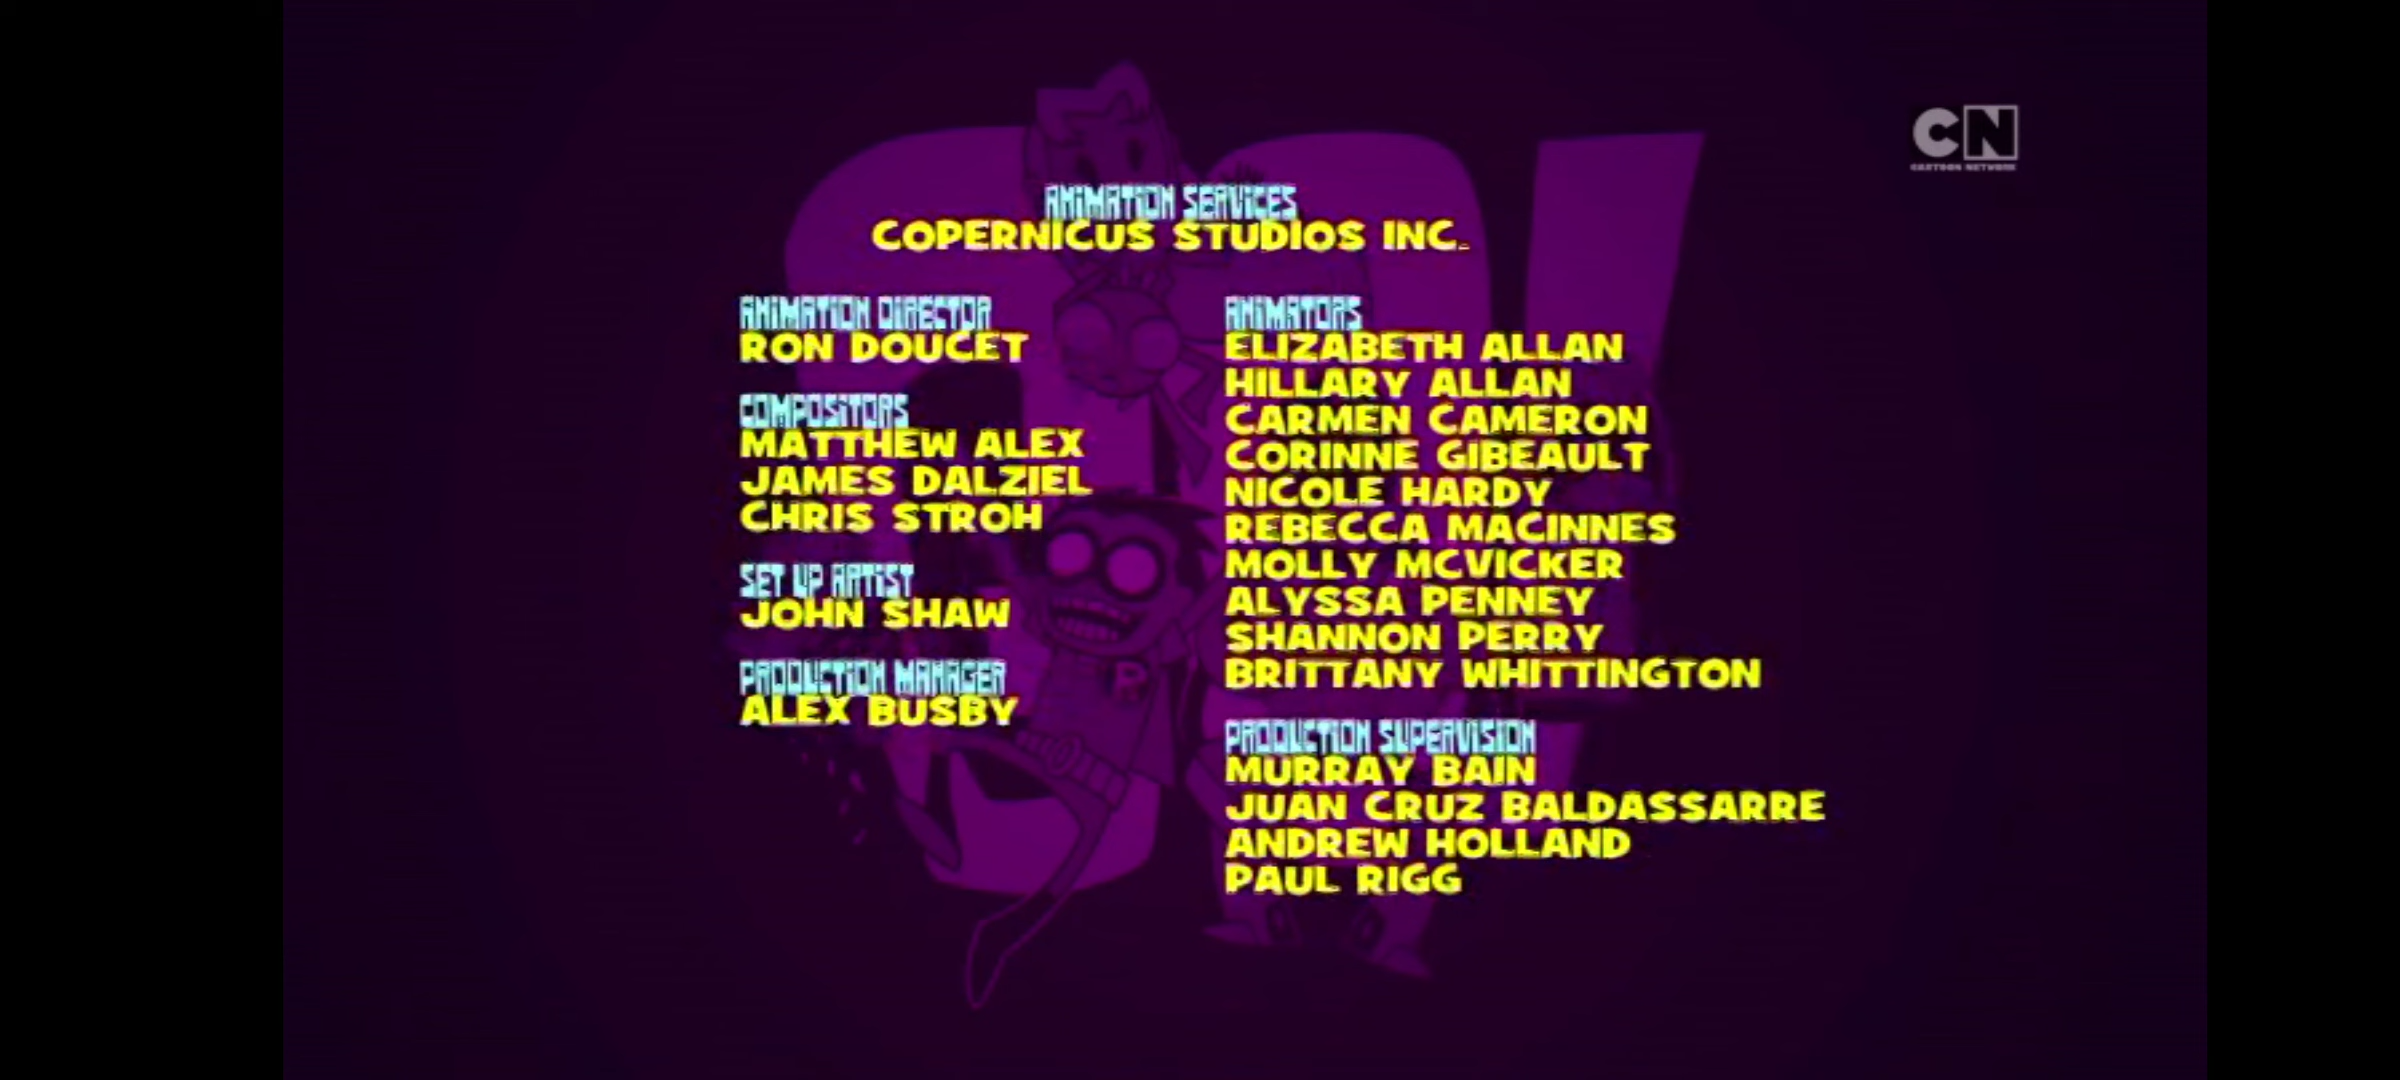 CN
CARTOON NETWORK
ANIMATION SERVICES
COPERNICUS STUDIOS INC.
ANIMATION DIRECTOR
RON DOUCET
COMPOSITORS
MATTHEW ALEX
JAMES DALZIEL
CHRIS STROH
SET UP ARTIST
JOHN SHAW
PRODUCTION MANAGER
ALEX BUSBY
ANIMATORS
ELIZABETH ALLAN
HILLARY ALLAN
CARMEN CAMERON
CORINNE GIBEAULT
NICOLE HARDY
REBECCA MACINNES
MOLLY MCVICKER
ALYSSA PENNEY
SHANNON PERRY
BRITTANY WHITTINGTON
PRODUCTION SUPERVISION
MURRAY BAIN
JUAN CRUZ BALDASSARRE
ANDREW HOLLAND
PAUL RIGG
R